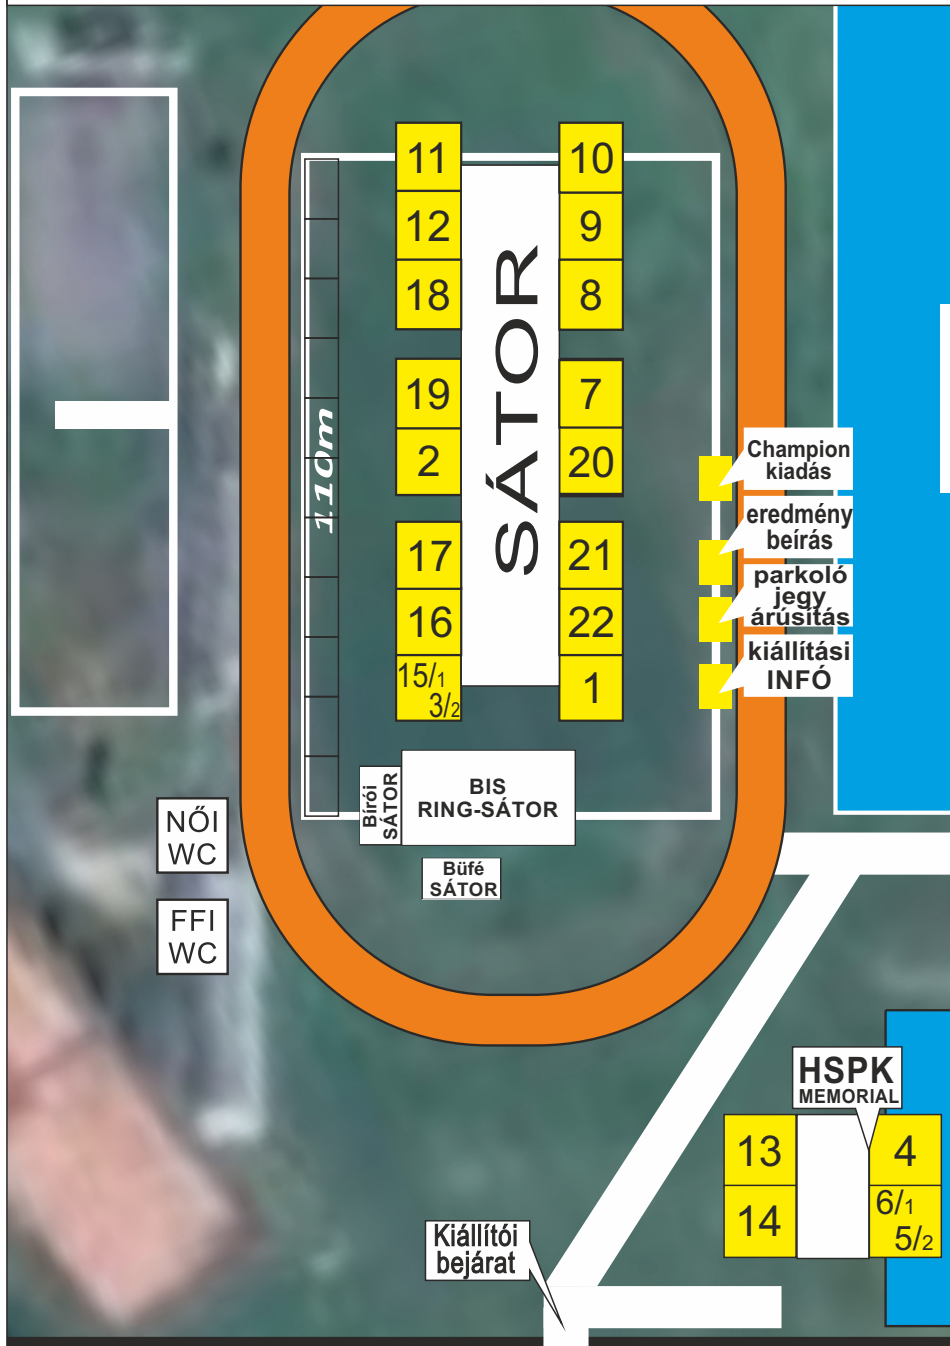 11
10
12
9
18
8
SÁTOR
19
7
2
20
110m
17
21
16
22
15/1
3/2
1
Champion
kiadás
eredmény
beírás
parkoló
jegy
árúsítás
kiállítási
INFÓ
Bírói
SÁTOR
BIS
RING-SÁTOR
Büfé
SÁTOR
NŐI
WC
FFI
WC
HSPK
MEMORIAL
13
4
14
6/1
5/2
Kiállítói
bejárat